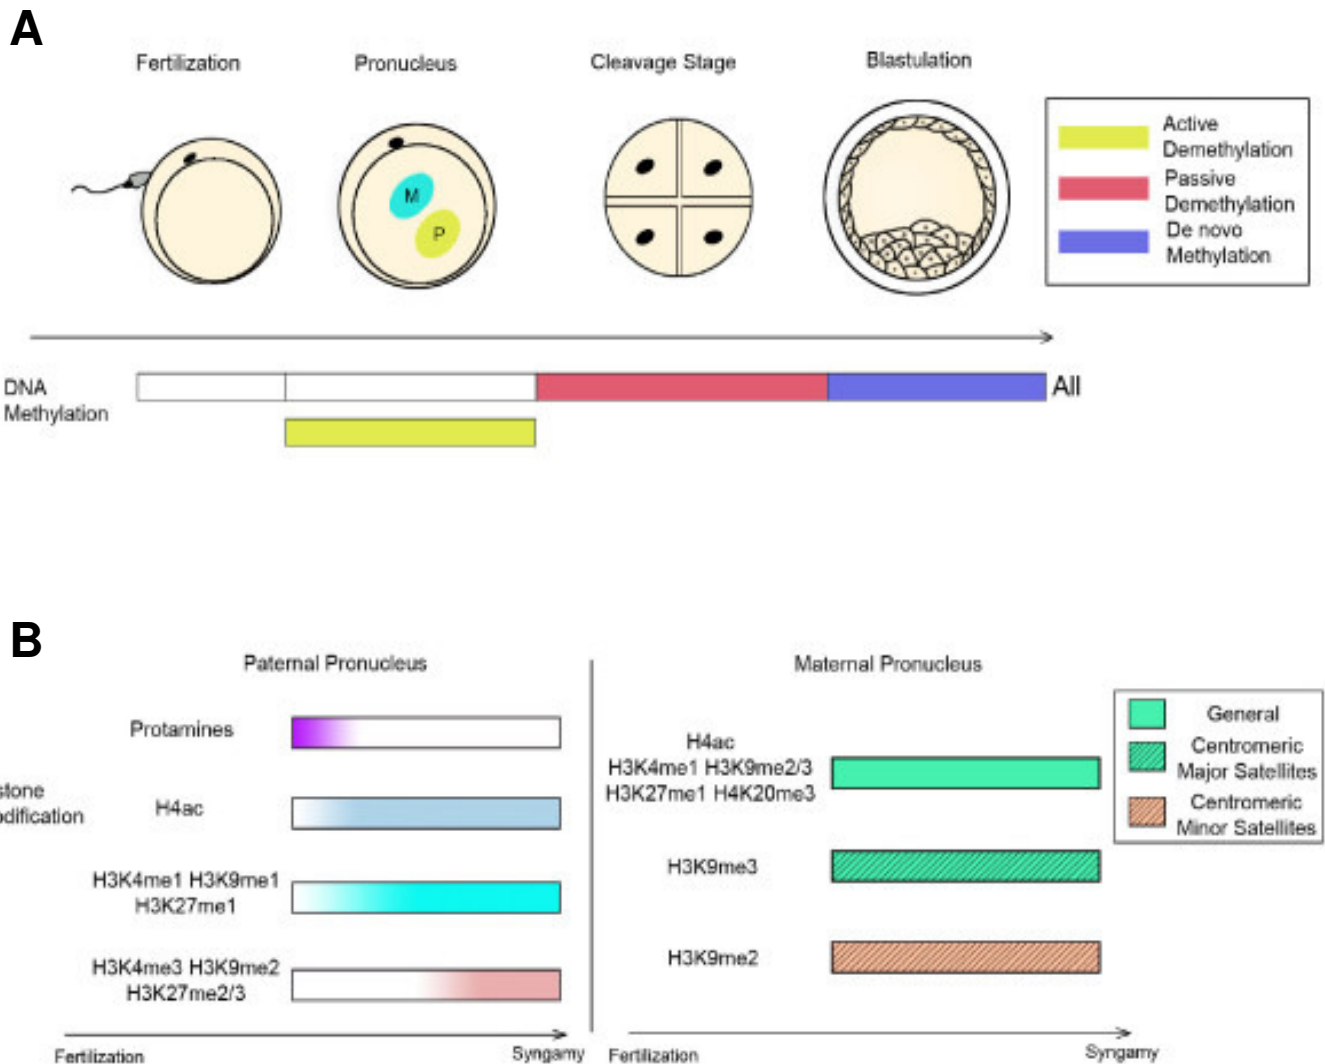 A
Fertilization
Pronucleus
Cleavage Stage
Blastulation
M
P
Active
Demethylation
Passive
Demethylation
De novo
Methylation
DNA
Methylation
All
B
Paternal Pronucleus
Maternal Pronucleus
Protamines
stone
dification
H4ac
H3K4me1 H3K9me1
H3K27me1
H3K4me3 H3K9me2
H3K27me2/3
Fertilization
Syngamy
H4ac
H3K4me1 H3K9me2/3
H3K27me1 H4K20me3
H3K9me3
H3K9me2
Fertilization
Syngamy
General
Centromeric
Major Satellites
Centromeric
Minor Satellites